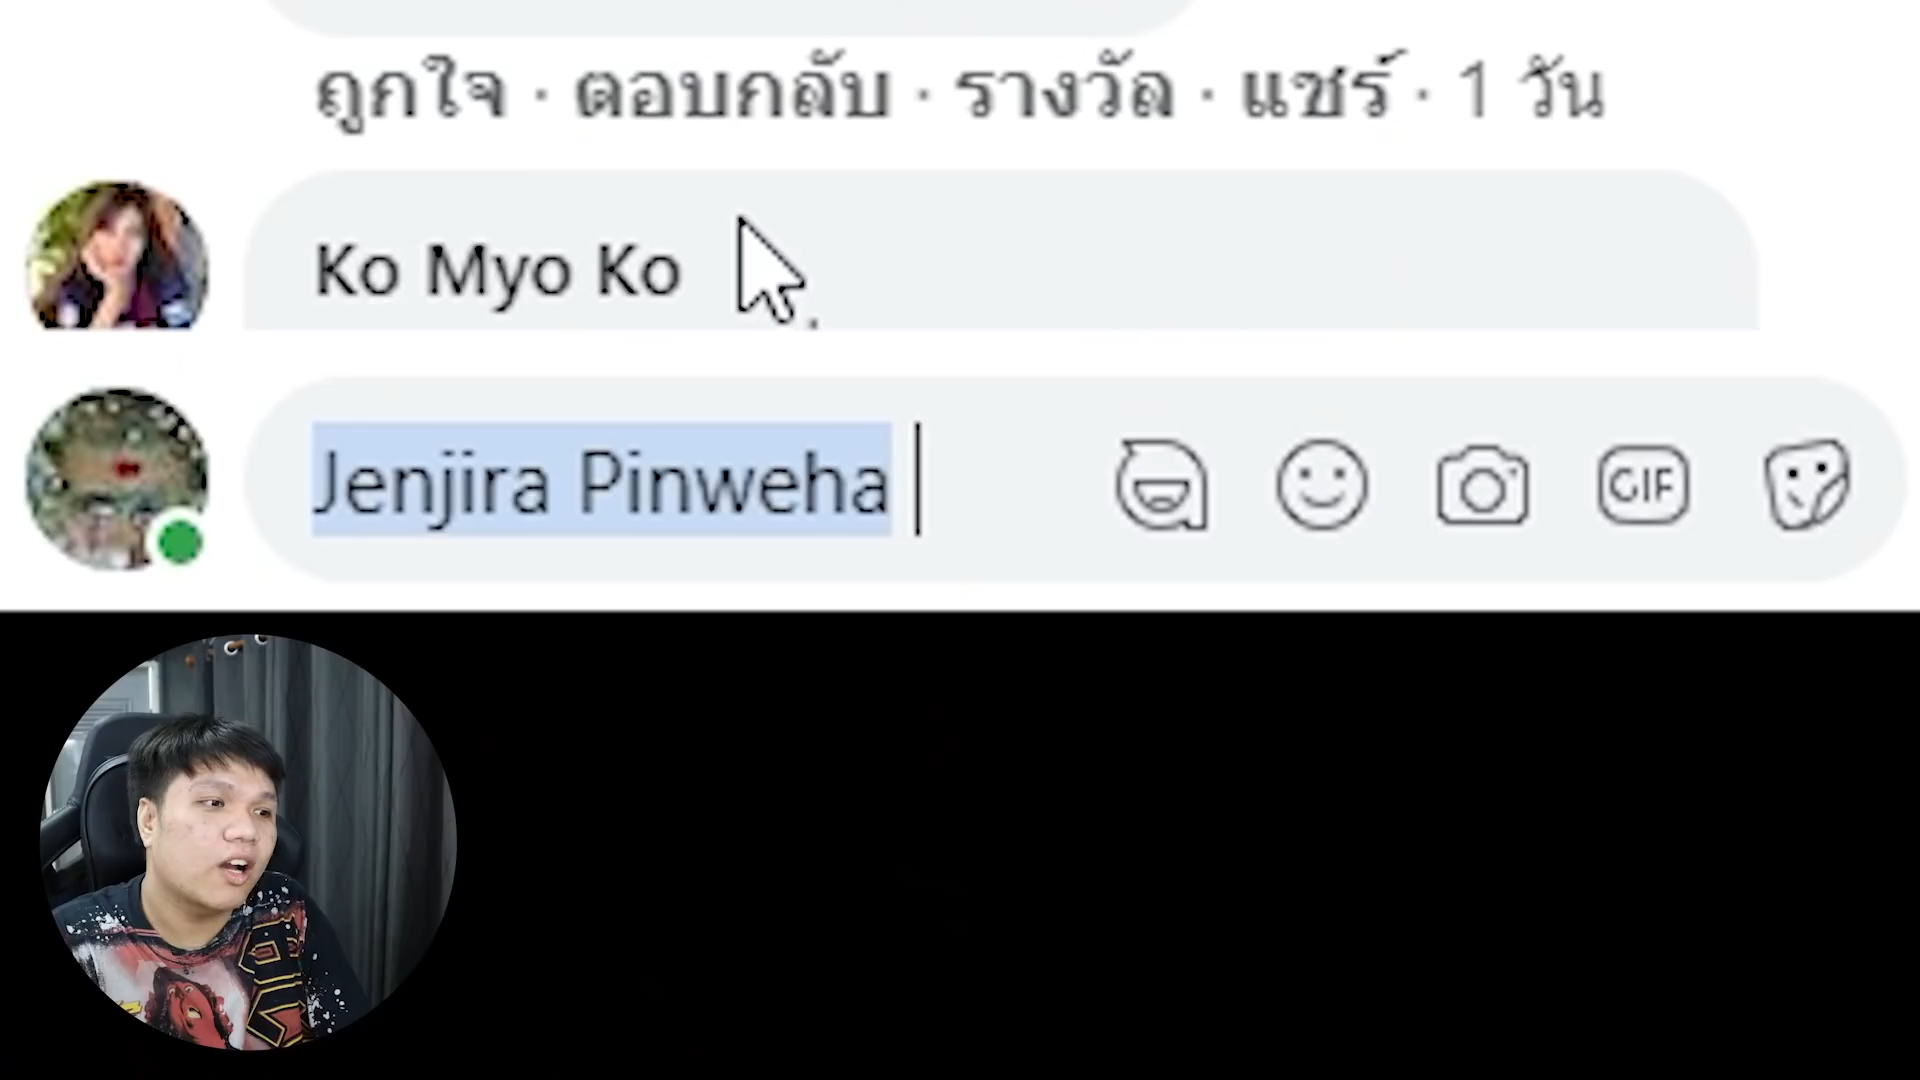 ถูกใจ · ตอบกลับ · รางวัล · แชร์ · 1 วัน
Ko Myo Ko
Jenjira Pinweha
GIF